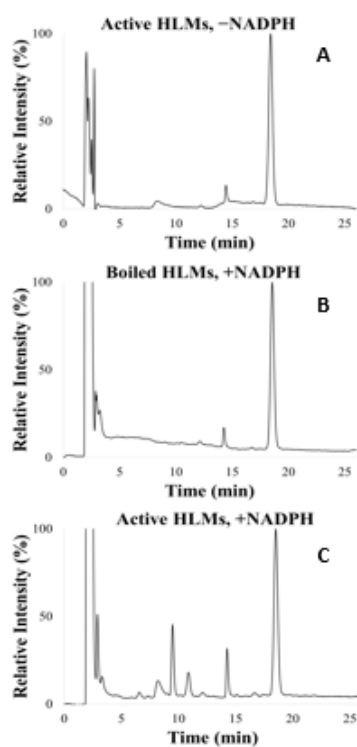 Active HLMs, −NADPH
A
Relative Intensity (%)
100
50
0
0 5 10 15 20 25
Time (min)
Boiled HLMs, +NADPH
B
Relative Intensity (%)
100
50
0
0 5 10 15 20 25
Time (min)
Active HLMs, +NADPH
C
Relative Intensity (%)
100
50
0
0 5 10 15 20 25
Time (min)